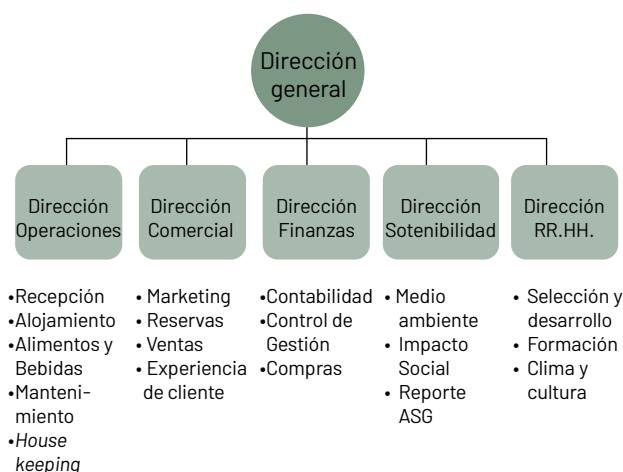 Dirección
general
Dirección
Operaciones
Dirección
Comercial
Dirección
Finanzas
Dirección
Sotenibilidad
Dirección
RR.HH.
•Recepción
•Alojamiento
•Alimentos y
Bebidas
•Manteni-
miento
•House
keeping
• Marketing
• Reservas
• Ventas
• Experiencia
de cliente
•Contabilidad
•Control de
Gestión
•Compras
• Medio
ambiente
• Impacto
Social
• Reporte
ASG
• Selección y
desarrollo
• Formación
• Clima y
cultura